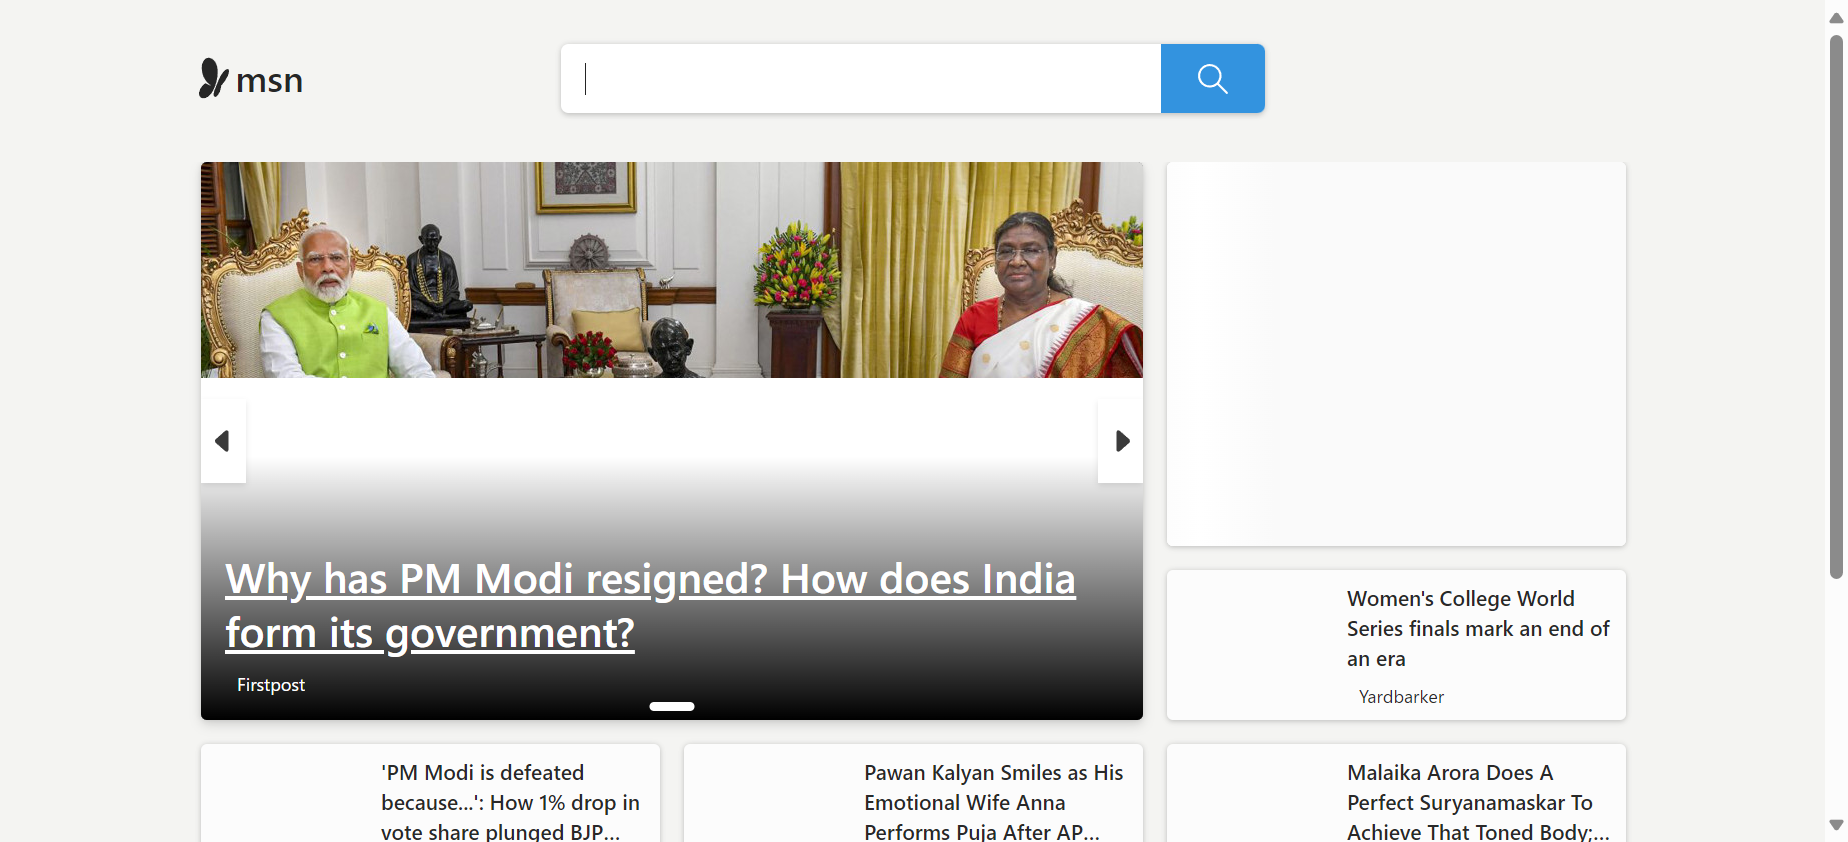 msn
Why has PM Modi resigned? How does India
form its government?
Firstpost
Women's College World
Series finals mark an end of
an era
Yardbarker
'PM Modi is defeated
because...': How 1% drop in
vote share plunged BJP...
Pawan Kalyan Smiles as His
Emotional Wife Anna
Performs Puja After AP...
Malaika Arora Does A
Perfect Suryanamaskar To
Achieve That Toned Body;...